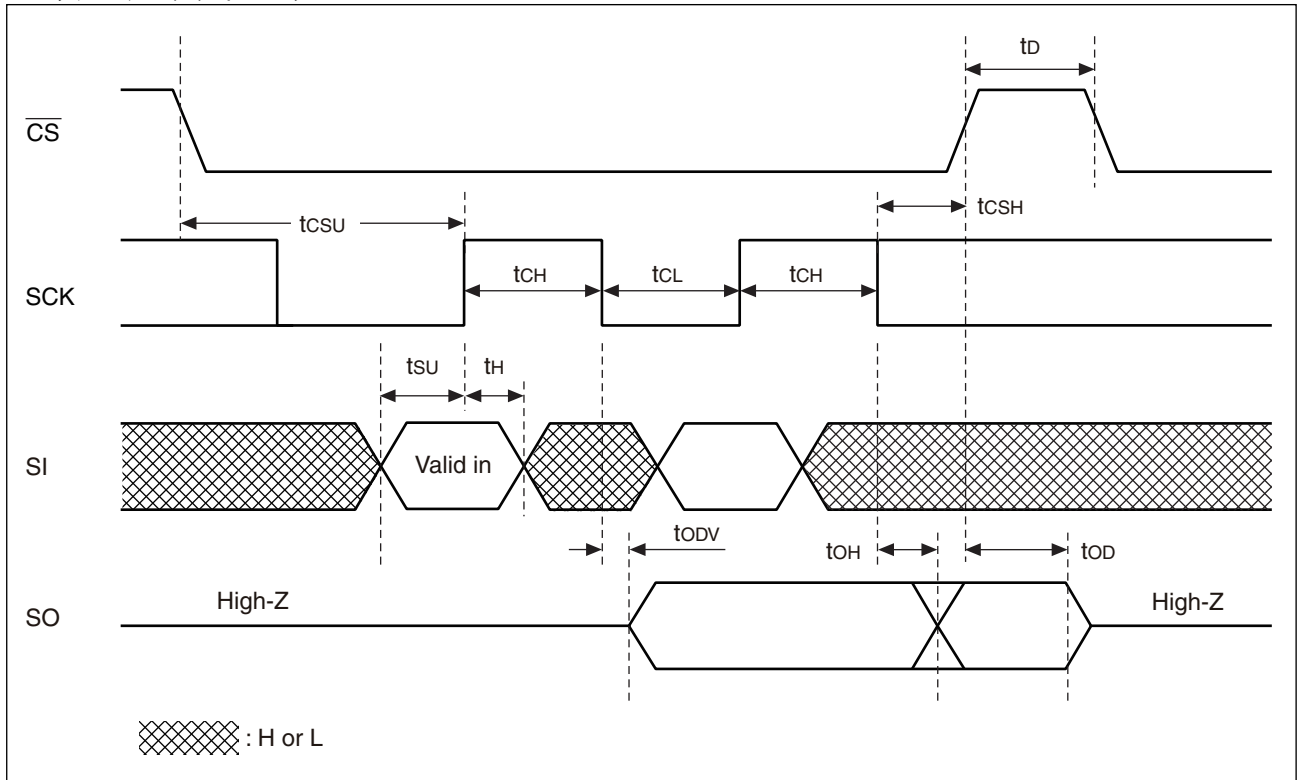 tD
CS
tCSU
tCSH
SCK
tCH
tCL
tCH
tSU
tH
SI
Valid in
tODV
tOH
tOD
SO
High-Z
High-Z
: H or L